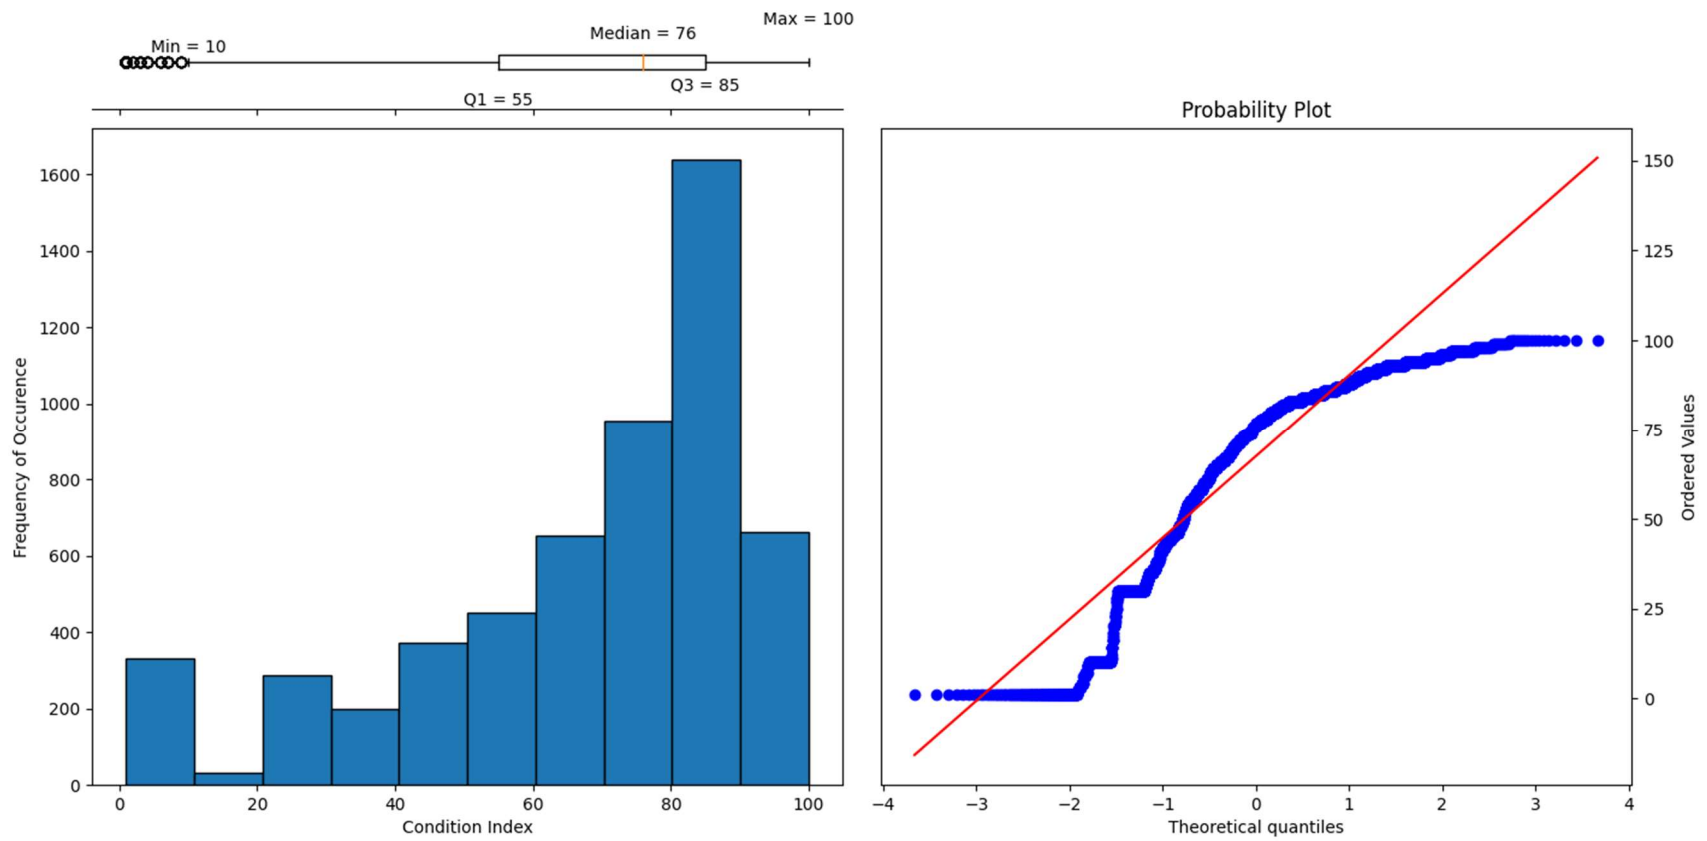 Max = 100
Median = 76
Min = 10
Q3 = 85
Q1 = 55
1600
1400
1200
1000
800
600
400
200
0
Frequency of Occurence
0 20 40 60 80 100
Condition Index
Probability Plot
150
125
100
75
50
25
0
Ordered Values
−4 −3 −2 −1 0 1 2 3 4
Theoretical quantiles